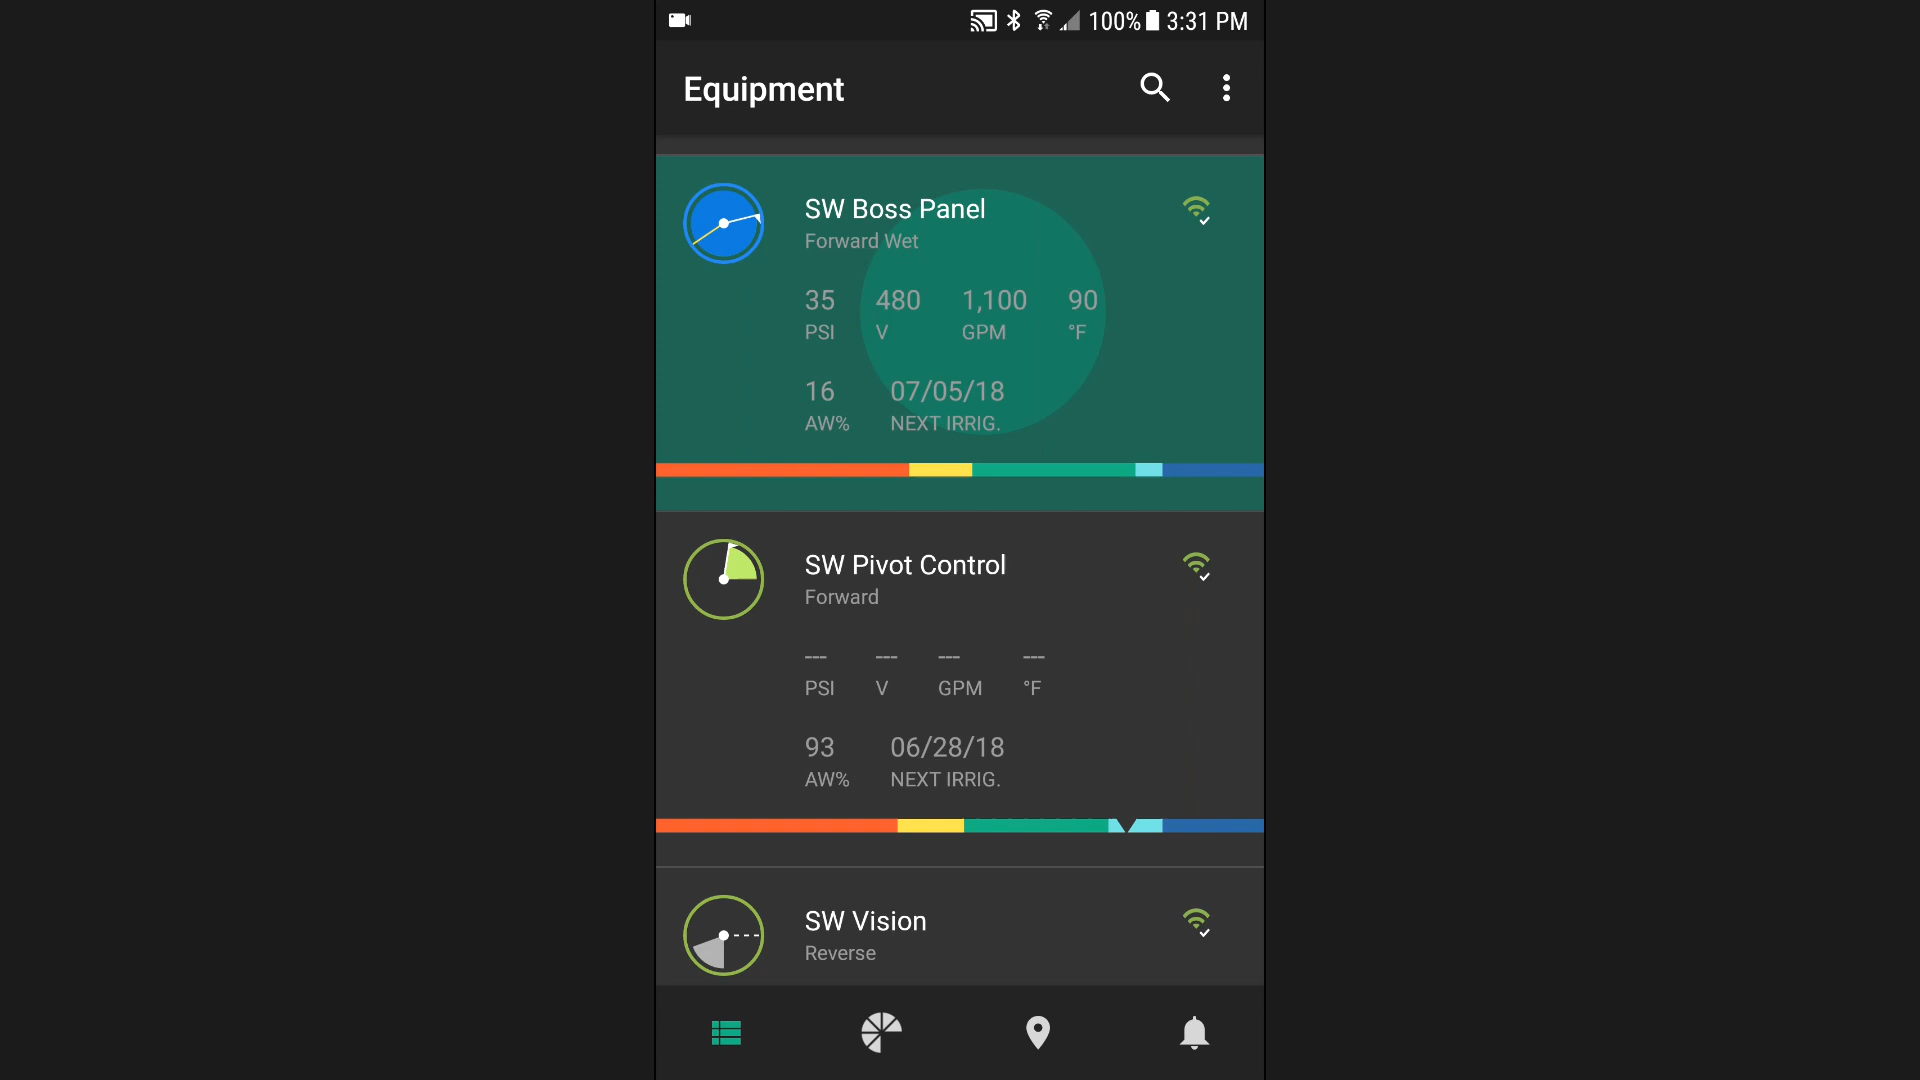 100% 3:31 PM
Equipment
SW Boss Panel
Forward Wet
35 480 1,100 90
PSI V GPM °F
16 07/05/18
AW% NEXT IRRIG.
SW Pivot Control
Forward
--- --- --- ---
PSI V GPM °F
93 06/28/18
AW% NEXT IRRIG.
SW Vision
Reverse